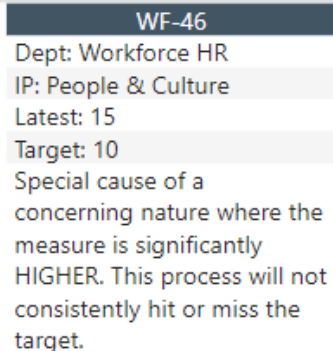 WF-46
Dept: Workforce HR
IP: People & Culture
Latest: 15
Target: 10
Special cause of a
concerning nature where the
measure is significantly
HIGHER. This process will not
consistently hit or miss the
target.